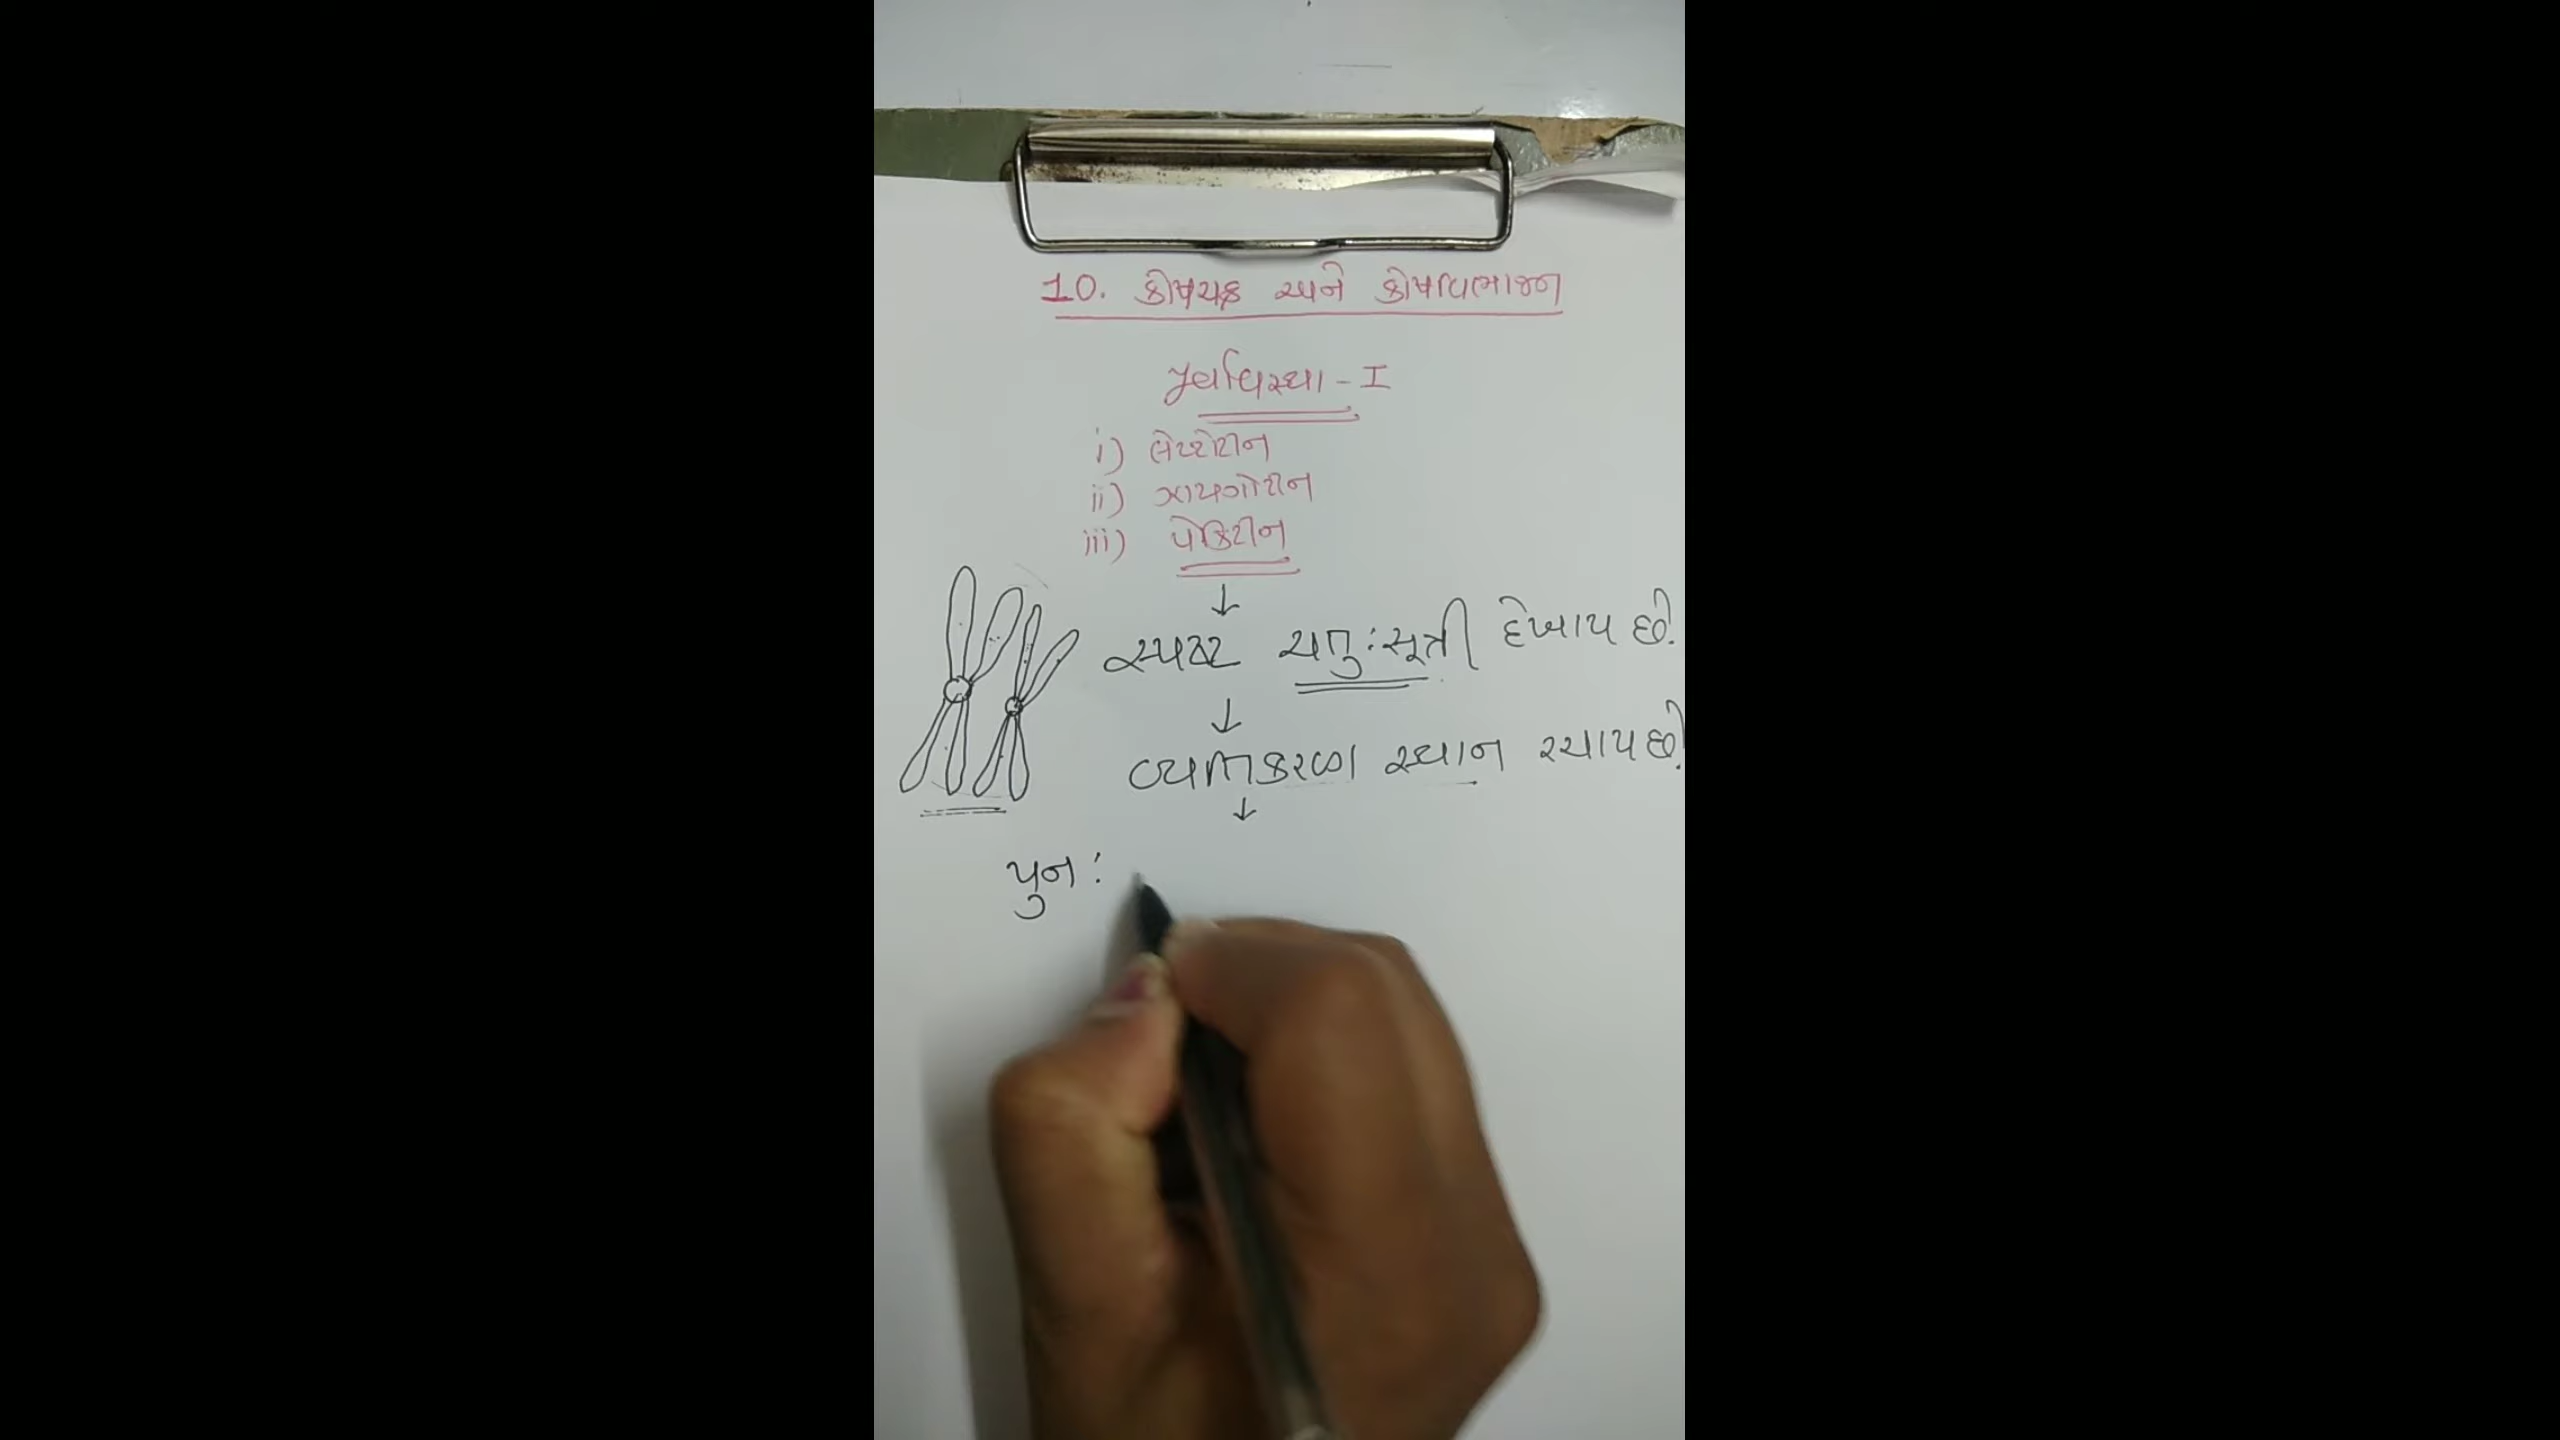 10. કોષચક્ર અને કોષવિભાજન
પૂર્વાવસ્થા - I
i) લેપ્ટોટીન
ii) ઝાયગોટીન
iii) પેકિટીન
↓
સ્પષ્ટ ચતુઃસૂત્રી દેખાય છે.
↓
વ્યતિકરણ સ્થાન રચાય છે.
↓
પુનઃ